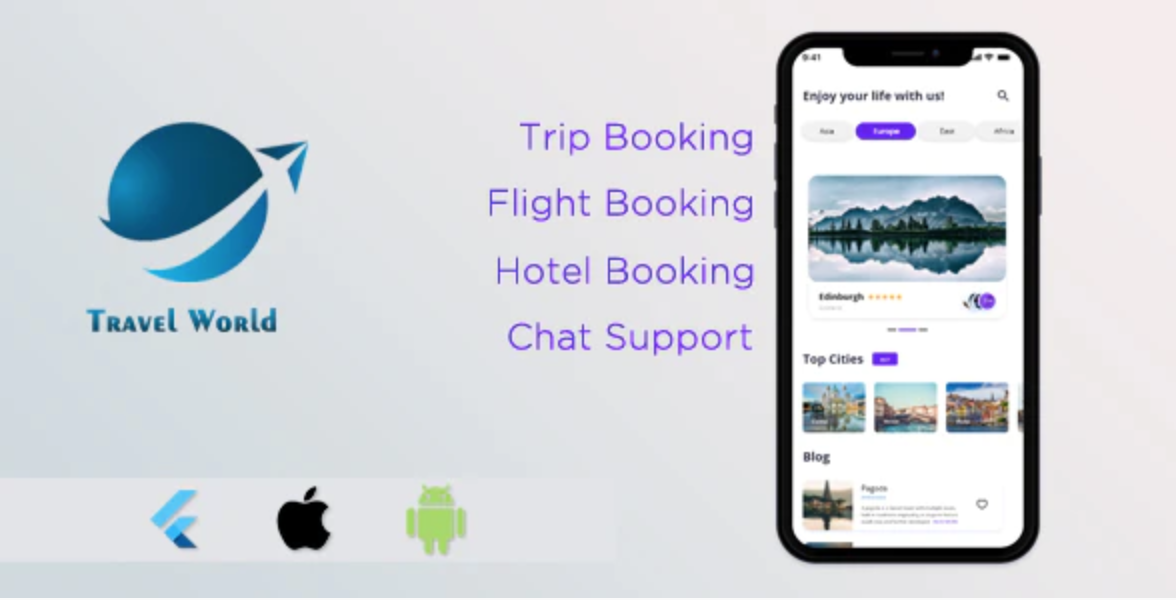 Travel World
Trip Booking
Flight Booking
Hotel Booking
Chat Support
9:41
Enjoy your life with us!
Asia Europe East Africa
Edinburgh
Top Cities
Blog
Pagoda